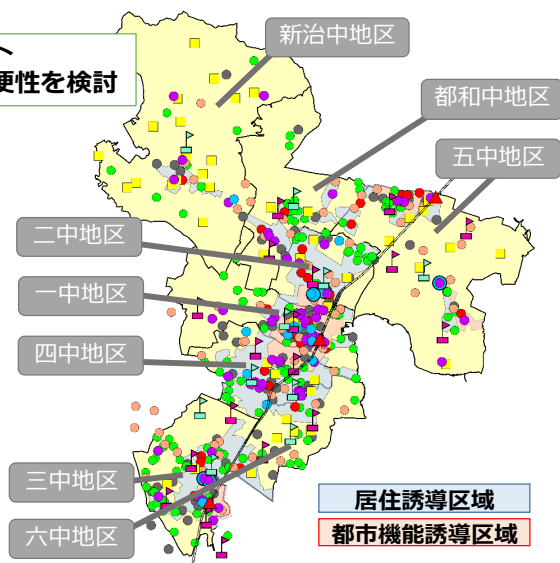 ト
便性を検討
新治中地区
都和中地区
五中地区
二中地区
一中地区
四中地区
三中地区
六中地区
居住誘導区域
都市機能誘導区域